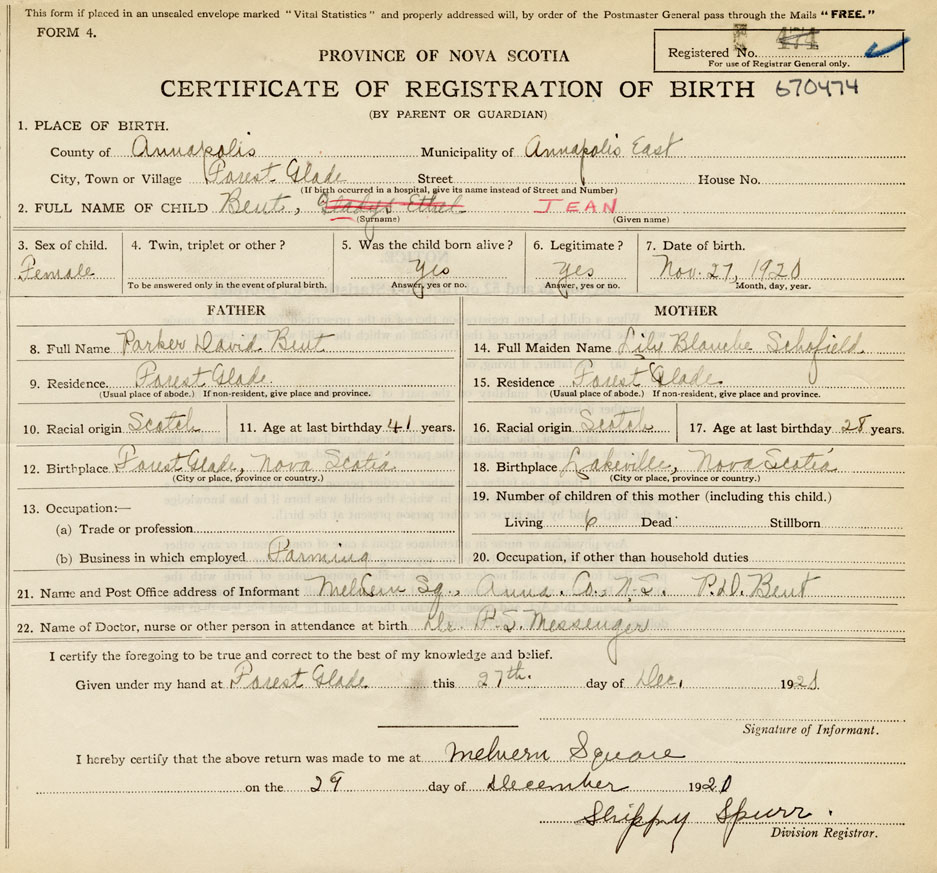 This form if placed in an unsealed envelope marked "Vital Statistics" and properly addressed will, by order of the Postmaster General pass through the Mails "FREE."
FORM 4.
Registered No. 474
For use of Registrar General only.
PROVINCE OF NOVA SCOTIA
CERTIFICATE OF REGISTRATION OF BIRTH 670474
(BY PARENT OR GUARDIAN)
1. PLACE OF BIRTH.
County of Annapolis Municipality of Annapolis East
City, Town or Village Forest Glade Street House No.
(If birth occurred in a hospital, give its name instead of Street and Number)
2. FULL NAME OF CHILD Bent, Gladys Ethel JEAN
(Surname) (Given name)
3. Sex of child. 4. Twin, triplet or other? 5. Was the child born alive? 6. Legitimate? 7. Date of birth.
Female Yes Yes Nov. 27, 1920
To be answered only in the event of plural birth. Answer, yes or no. Answer, yes or no. Month, day, year.
FATHER MOTHER
8. Full Name Parker David Bent 14. Full Maiden Name Blanche Schofield
9. Residence. Forest Glade. 15. Residence Forest Glade
(Usual place of abode.) If non-resident, give place and province. (Usual place of abode.) If non-resident, give place and province.
10. Racial origin Scotch 11. Age at last birthday 41 years. 16. Racial origin Scotch 17. Age at last birthday 28 years.
12. Birthplace Forest Glade, Nova Scotia 18. Birthplace Lakeville, Nova Scotia
(City or place, province or country.) (City or place, province or country.)
13. Occupation:— 19. Number of children of this mother (including this child.)
(a) Trade or profession Living 6 Dead Stillborn
(b) Business in which employed Farming 20. Occupation, if other than household duties
21. Name and Post Office address of Informant Melvern Sq., Anna. Co. N.S. P.D. Bent
22. Name of Doctor, nurse or other person in attendance at birth Dr. P.S. Messenger
I certify the foregoing to be true and correct to the best of my knowledge and belief.
Given under my hand at Forest Glade this 27th. day of Dec. 1920.
Signature of Informant.
I hereby certify that the above return was made to me at Melvern Square
on the 29 day of December 1920
Shippy Spurr.
Division Registrar.